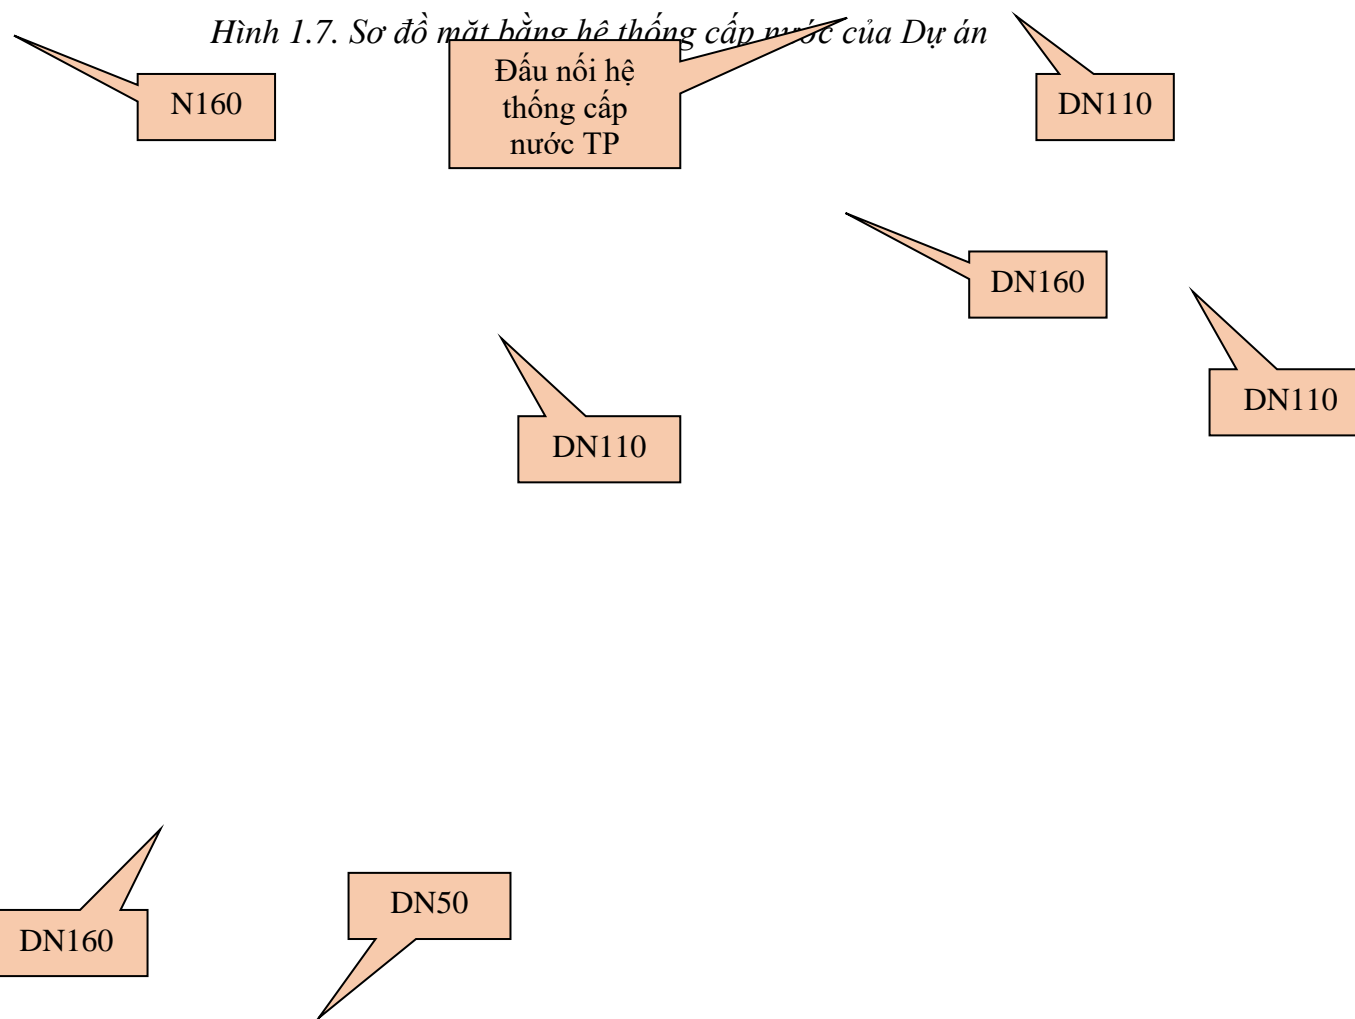 Hình 1.7. Sơ đồ mặt bằng hệ thống cấp nước của Dự án
N160
Đấu nối hệ
thống cấp
nước TP
DN110
DN160
DN110
DN110
DN50
DN160